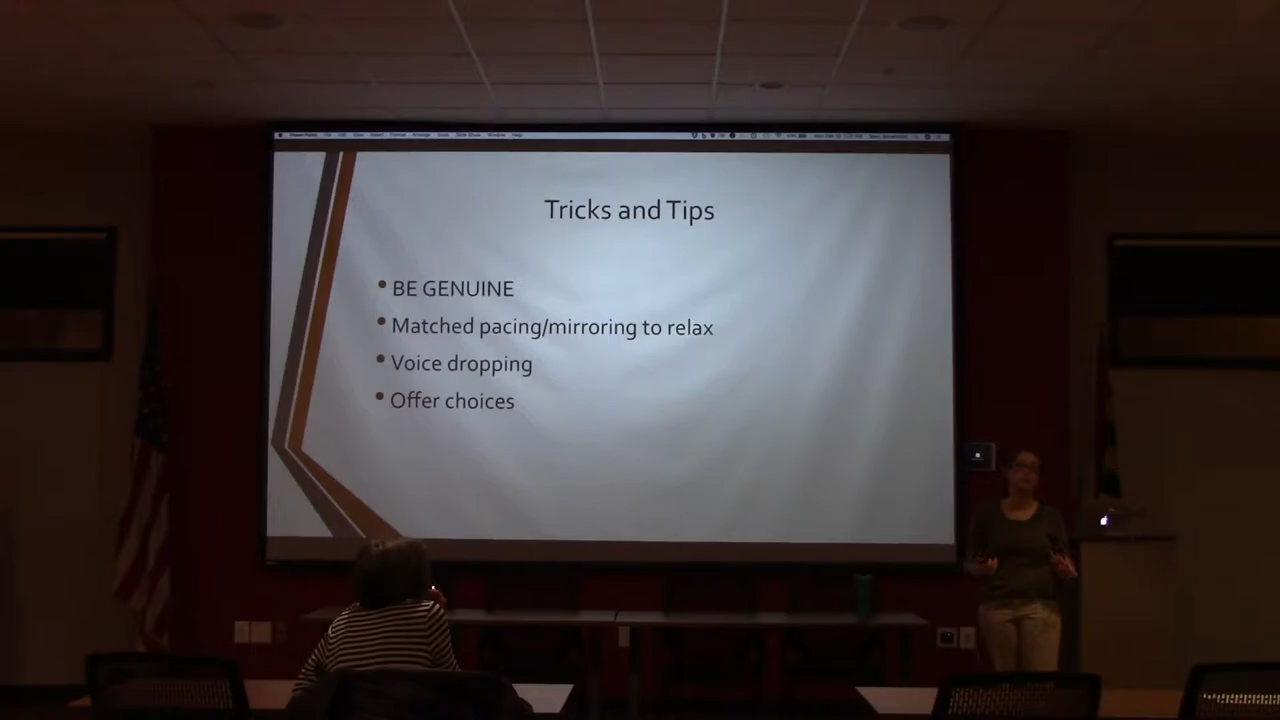 Tricks and Tips
• BE GENUINE
• Matched pacing/mirroring to relax
• Voice dropping
• Offer choices